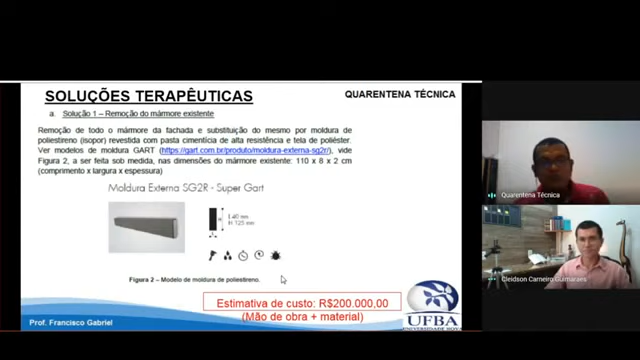 SOLUÇÕES TERAPÊUTICAS
QUARENTENA TÉCNICA
a. Solução 1 – Remoção do mármore existente
Remoção de todo o mármore da fachada e substituição do mesmo por moldura de
poliestireno (isopor) revestida com pasta cimentícia de alta resistência e tela de poliéster.
Ver modelos de moldura GART (https://gart.com.br/produto/moldura-externa-sg2r/), vide
Figura 2, a ser feita sob medida, nas dimensões do mármore existente: 110 x 8 x 2 cm
(comprimento x largura x espessura)
Moldura Externa SG2R - Super Gart
L:40 mm
H: 125 mm
Figura 2 – Modelo de moldura de poliestireno.
Estimativa de custo: R$200.000,00
(Mão de obra + material)
Prof. Francisco Gabriel
UFBA
Quarentena Técnica
Cleidson Carneiro Guimaraes